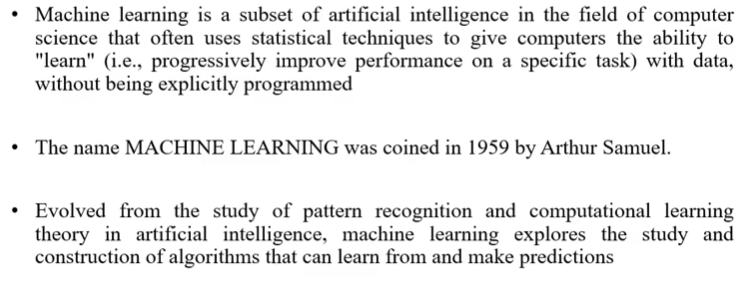 • Machine learning is a subset of artificial intelligence in the field of computer
science that often uses statistical techniques to give computers the ability to
"learn" (i.e., progressively improve performance on a specific task) with data,
without being explicitly programmed
• The name MACHINE LEARNING was coined in 1959 by Arthur Samuel.
• Evolved from the study of pattern recognition and computational learning
theory in artificial intelligence, machine learning explores the study and
construction of algorithms that can learn from and make predictions